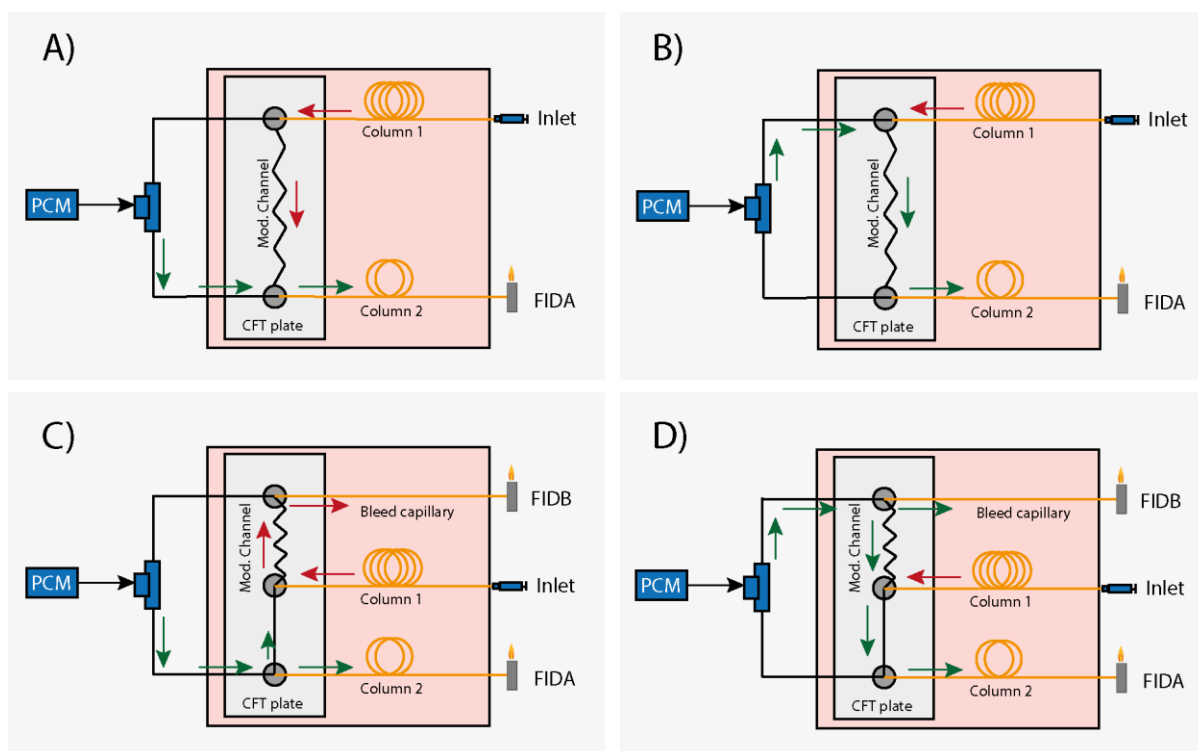 A)
Inlet
Column 1
PCM
Mod. Channel
Column 2
FIDA
CFT plate
B)
Inlet
Column 1
PCM
Mod. Channel
Column 2
FIDA
CFT plate
C)
FIDB
Bleed capillary
Mod. Channel
PCM
Inlet
Column 1
FIDA
Column 2
CFT plate
D)
FIDB
Bleed capillary
Mod. Channel
PCM
Inlet
Column 1
FIDA
Column 2
CFT plate